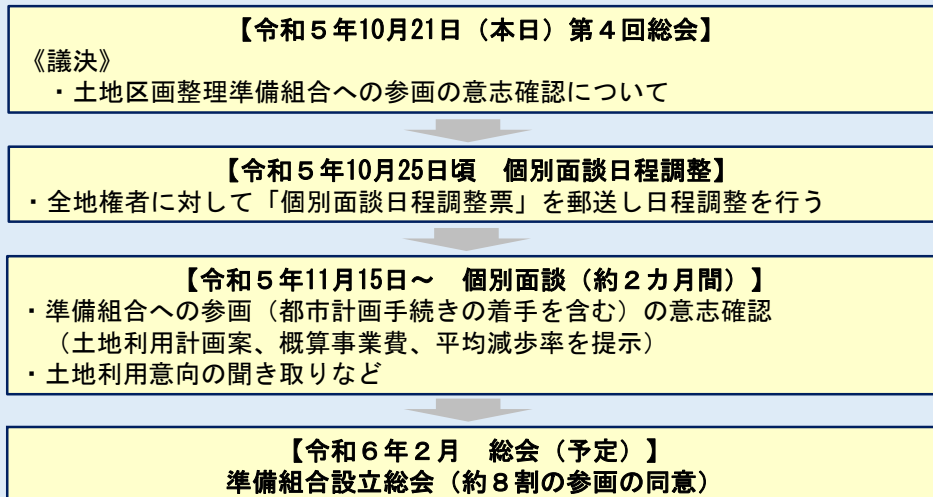 【令和５年10月21日（本日）第４回総会】
《議決》
・土地区画整理準備組合への参画の意志確認について
【令和５年10月25日頃　個別面談日程調整】
・全地権者に対して「個別面談日程調整票」を郵送し日程調整を行う
【令和５年11月15日～　個別面談（約２カ月間）】
・準備組合への参画（都市計画手続きの着手を含む）の意志確認
（土地利用計画案、概算事業費、平均減歩率を提示）
・土地利用意向の聞き取りなど
【令和６年２月　総会（予定）】
準備組合設立総会（約８割の参画の同意）